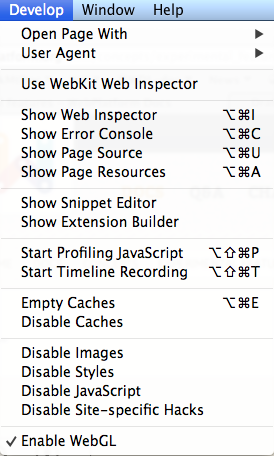 Develop Window Help
Open Page With ▶
User Agent ▶
Use WebKit Web Inspector
Show Web Inspector ⌥⌘I
Show Error Console ⌥⌘C
Show Page Source ⌥⌘U
Show Page Resources ⌥⌘A
Show Snippet Editor
Show Extension Builder
Start Profiling JavaScript ⌥⇧⌘P
Start Timeline Recording ⌥⇧⌘T
Empty Caches ⌥⌘E
Disable Caches
Disable Images
Disable Styles
Disable JavaScript
Disable Site-specific Hacks
✓ Enable WebGL